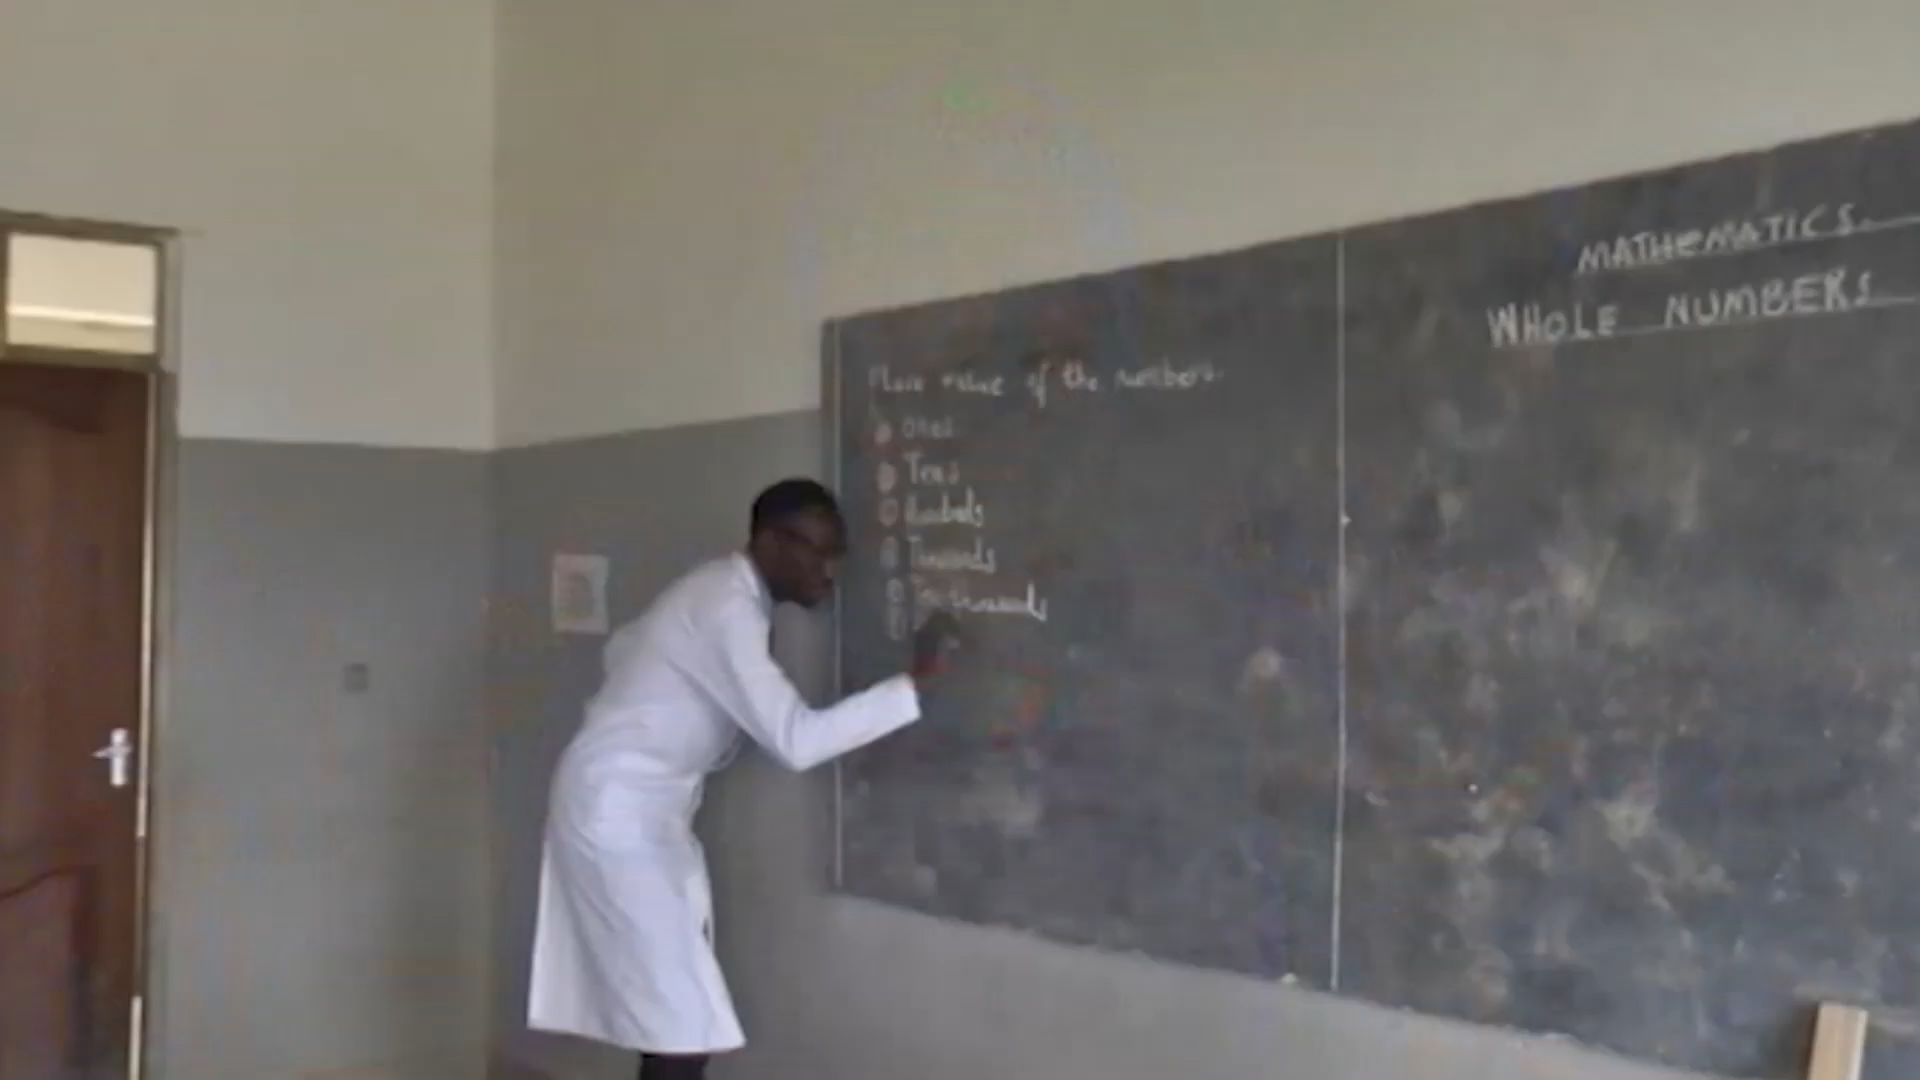 Place value of the numbers.
Ones
Tens
Hundreds
Thousands
Ten thousands
MATHEMATICS.
WHOLE NUMBERS